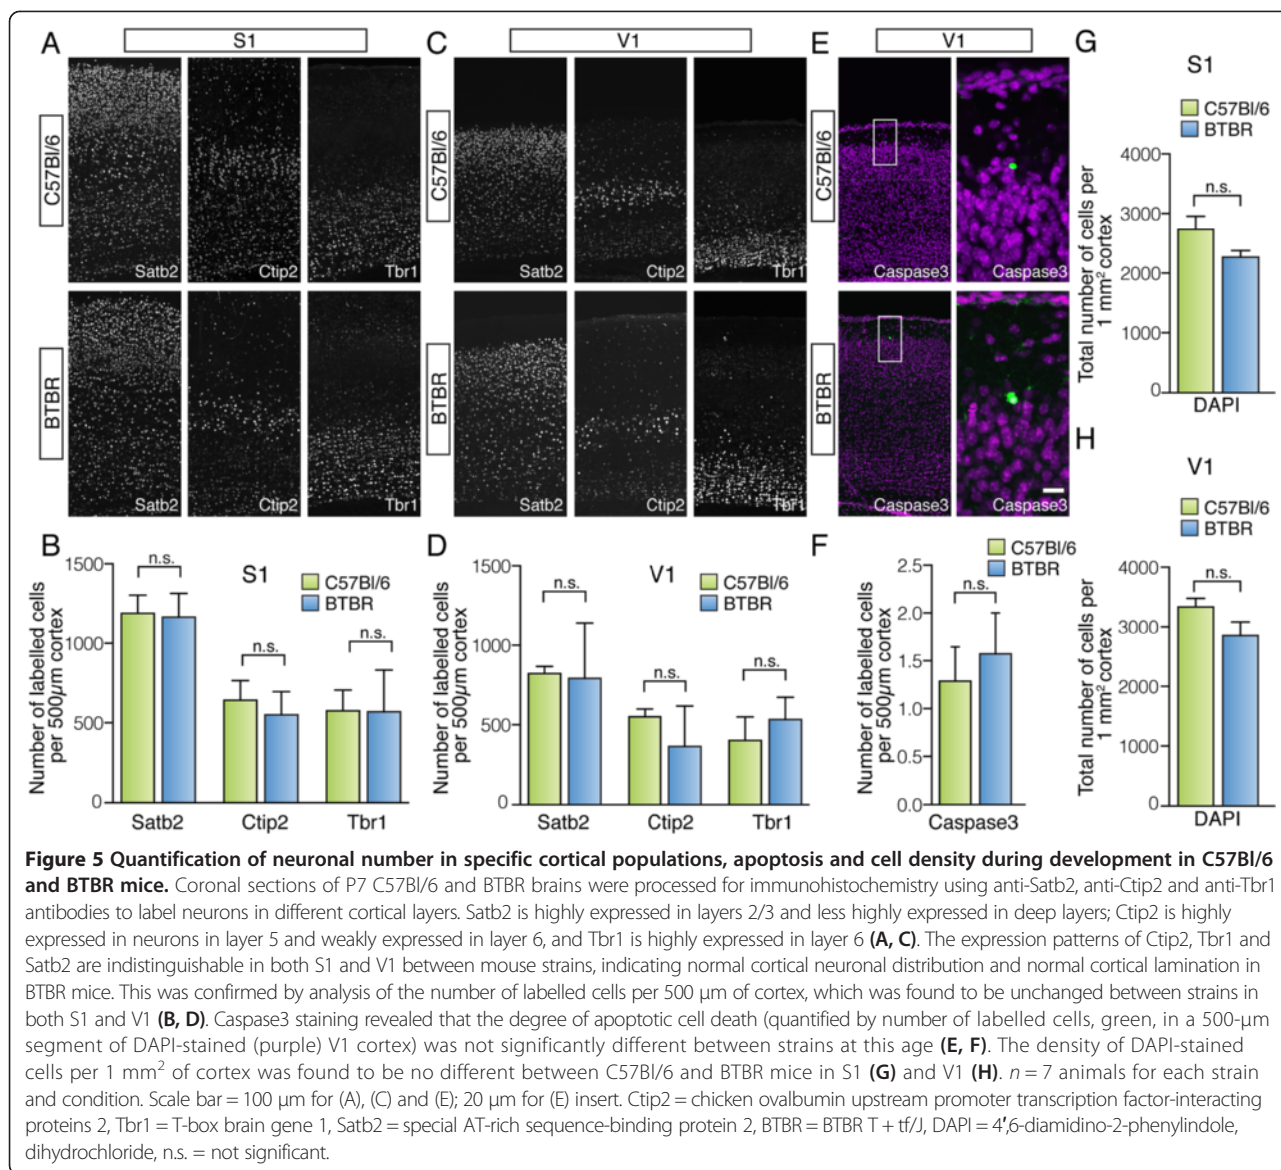 A
S1
C57Bl/6
Satb2
Ctip2
Tbr1
BTBR
Satb2
Ctip2
Tbr1
C
V1
C57Bl/6
Satb2
Ctip2
Tbr1
BTBR
Satb2
Ctip2
Tbr1
E
V1
C57Bl/6
Caspase3
Caspase3
BTBR
Caspase3
Caspase3
G
S1
C57Bl/6
BTBR
Total number of cells per
1 mm² cortex
4000
3000
2000
1000
0
n.s.
DAPI
H
V1
C57Bl/6
BTBR
Total number of cells per
1 mm² cortex
4000
3000
2000
1000
0
n.s.
DAPI
B
S1
C57Bl/6
BTBR
Number of labelled cells
per 500µm cortex
1500
1000
500
0
n.s.
n.s.
n.s.
Satb2
Ctip2
Tbr1
D
V1
C57Bl/6
BTBR
Number of labelled cells
per 500µm cortex
1500
1000
500
0
n.s.
n.s.
n.s.
Satb2
Ctip2
Tbr1
F
C57Bl/6
BTBR
Number of labelled cells
per 500µm cortex
2.5
2.0
1.5
1.0
0.5
0.0
n.s.
Caspase3
Figure 5 Quantification of neuronal number in specific cortical populations, apoptosis and cell density during development in C57Bl/6
and BTBR mice. Coronal sections of P7 C57Bl/6 and BTBR brains were processed for immunohistochemistry using anti-Satb2, anti-Ctip2 and anti-Tbr1
antibodies to label neurons in different cortical layers. Satb2 is highly expressed in layers 2/3 and less highly expressed in deep layers; Ctip2 is highly
expressed in neurons in layer 5 and weakly expressed in layer 6, and Tbr1 is highly expressed in layer 6 (A, C). The expression patterns of Ctip2, Tbr1 and
Satb2 are indistinguishable in both S1 and V1 between mouse strains, indicating normal cortical neuronal distribution and normal cortical lamination in
BTBR mice. This was confirmed by analysis of the number of labelled cells per 500 µm of cortex, which was found to be unchanged between strains in
both S1 and V1 (B, D). Caspase3 staining revealed that the degree of apoptotic cell death (quantified by number of labelled cells, green, in a 500-µm
segment of DAPI-stained (purple) V1 cortex) was not significantly different between strains at this age (E, F). The density of DAPI-stained
cells per 1 mm² of cortex was found to be no different between C57Bl/6 and BTBR mice in S1 (G) and V1 (H). n = 7 animals for each strain
and condition. Scale bar = 100 µm for (A), (C) and (E); 20 µm for (E) insert. Ctip2 = chicken ovalbumin upstream promoter transcription factor-interacting
proteins 2, Tbr1 = T-box brain gene 1, Satb2 = special AT-rich sequence-binding protein 2, BTBR = BTBR T + tf/J, DAPI = 4′,6-diamidino-2-phenylindole,
dihydrochloride, n.s. = not significant.